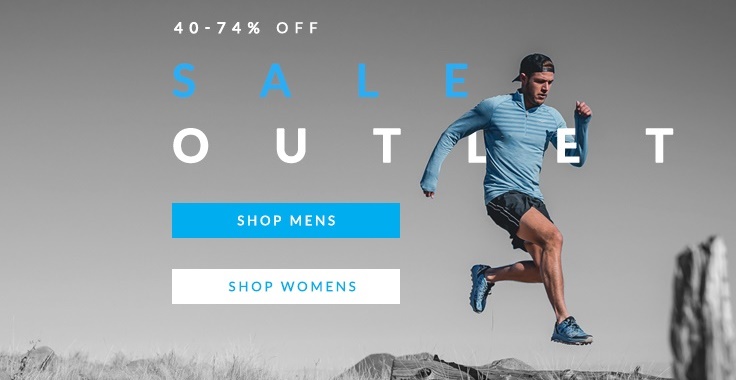 40-74% OFF
SALE
OUTLET
SHOP MENS
SHOP WOMENS